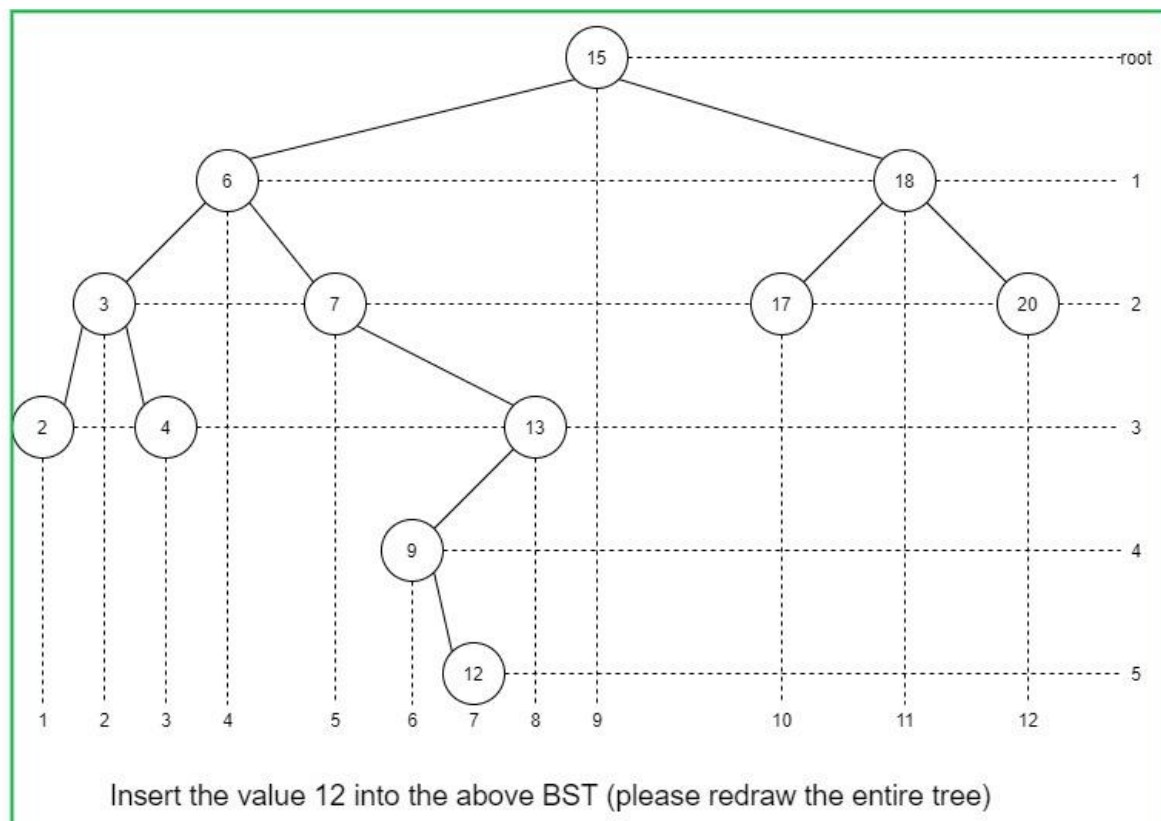 15 root
6 18 1
3 7 17 20 2
2 4 13 3
9 4
12 5
1 2 3 4 5 6 7 8 9 10 11 12
Insert the value 12 into the above BST (please redraw the entire tree)